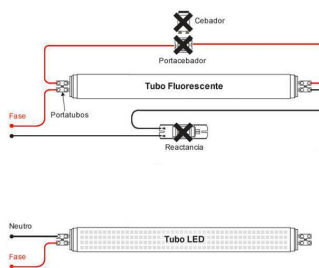 Cebador
Portacebador
Tubo Fluorescente
Fase
Portatubos
Reactancia
Neutro
Tubo LED
Fase